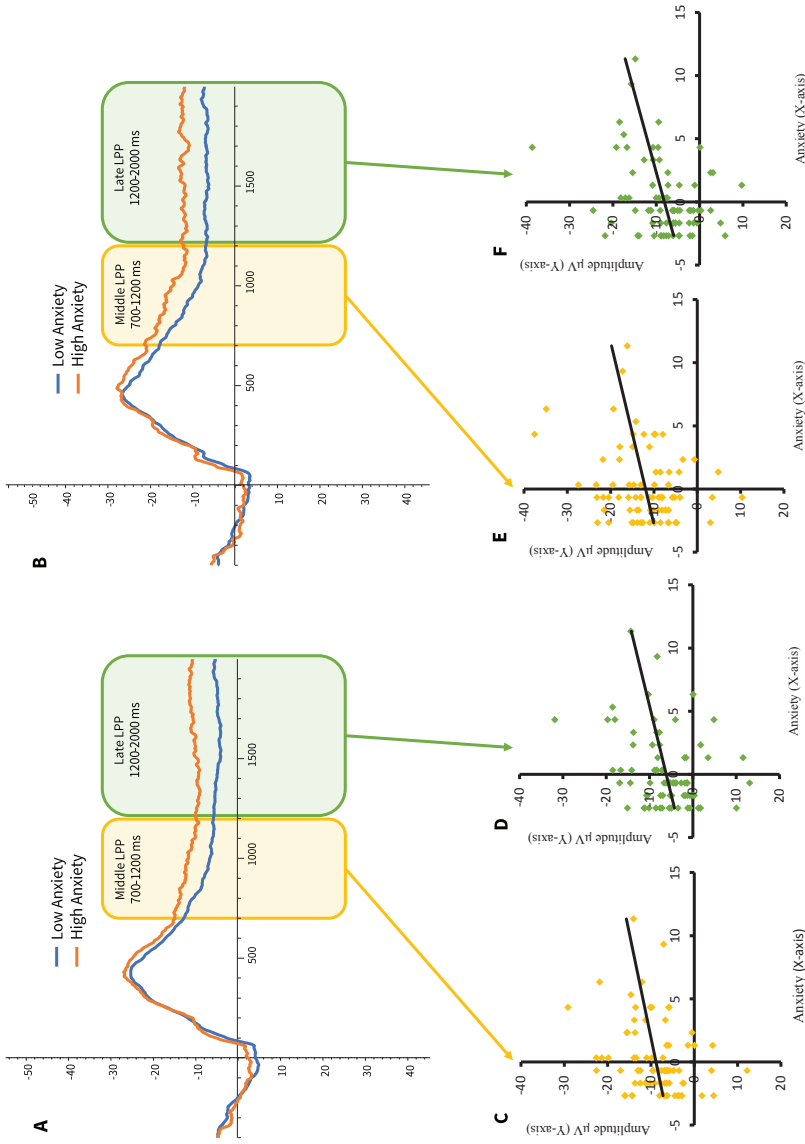 A
Low Anxiety
High Anxiety
Middle LPP
700-1200 ms
Late LPP
1200-2000 ms
-50
-40
-30
-20
-10
10
20
30
40
500
1000
1500
B
Low Anxiety
High Anxiety
Middle LPP
700-1200 ms
Late LPP
1200-2000 ms
-50
-40
-30
-20
-10
10
20
30
40
500
1000
1500
C
Amplitude µV (Y-axis)
-40
-30
-20
-10
0
10
20
-5 0 5 10 15
Anxiety (X-axis)
D
Amplitude µV (Y-axis)
-40
-30
-20
-10
0
10
20
-5 0 5 10 15
Anxiety (X-axis)
E
Amplitude µV (Y-axis)
-40
-30
-20
-10
0
10
20
-5 0 5 10 15
Anxiety (X-axis)
F
Amplitude µV (Y-axis)
-40
-30
-20
-10
0
10
20
-5 0 5 10 15
Anxiety (X-axis)